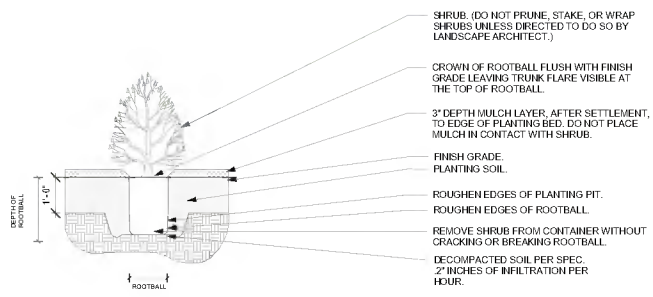 SHRUB. (DO NOT PRUNE, STAKE, OR WRAP
SHRUBS UNLESS DIRECTED TO DO SO BY
LANDSCAPE ARCHITECT.)
CROWN OF ROOTBALL FLUSH WITH FINISH
GRADE LEAVING TRUNK FLARE VISIBLE AT
THE TOP OF ROOTBALL.
3" DEPTH MULCH LAYER, AFTER SETTLEMENT,
TO EDGE OF PLANTING BED. DO NOT PLACE
MULCH IN CONTACT WITH SHRUB.
FINISH GRADE.
PLANTING SOIL.
ROUGHEN EDGES OF PLANTING PIT.
ROUGHEN EDGES OF ROOTBALL.
REMOVE SHRUB FROM CONTAINER WITHOUT
CRACKING OR BREAKING ROOTBALL.
DECOMPACTED SOIL PER SPEC.
.2" INCHES OF INFILTRATION PER
HOUR.
DEPTH OF
ROOTBALL
1'- 0"
ROOTBALL